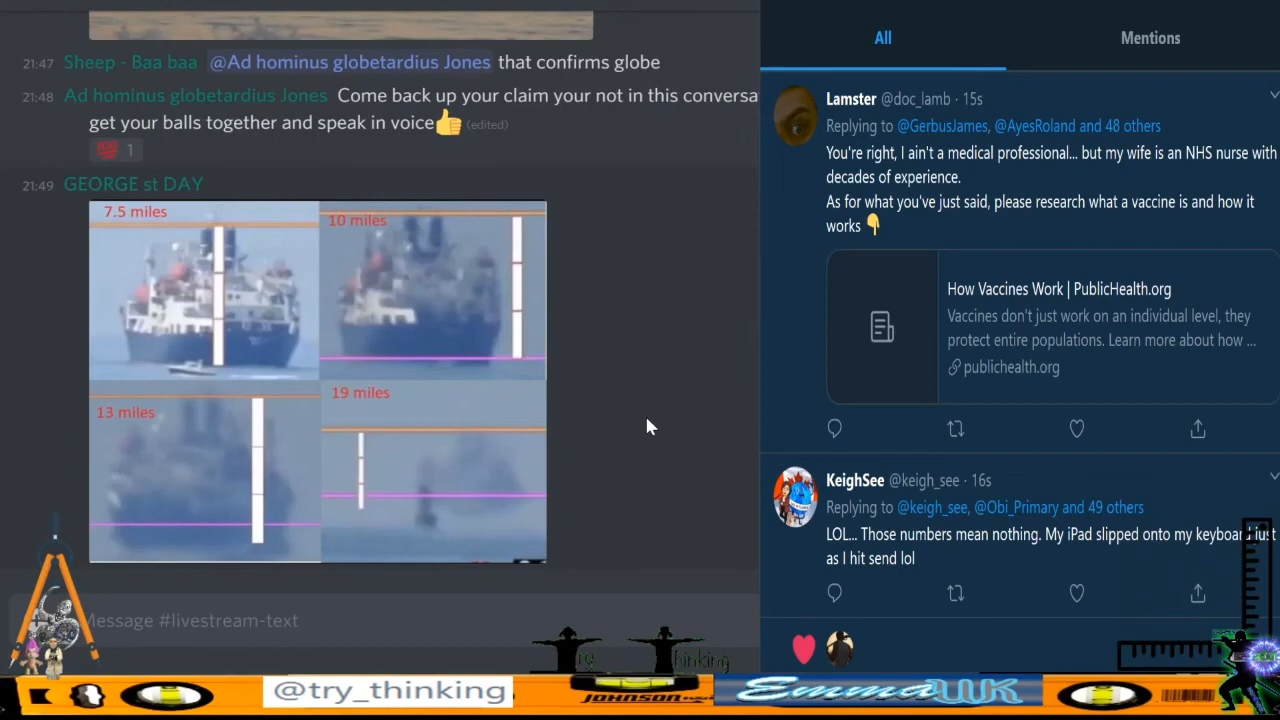 21:47 Sheep - Baa baa @Ad hominus globetardius Jones that confirms globe
21:48 Ad hominus globetardius Jones Come back up your claim your not in this conversa
get your balls together and speak in voice👍 (edited)
💯 1
21:49 GEORGE st DAY
7.5 miles
10 miles
13 miles
19 miles
Message #livestream-text
All
Mentions
Lamster @doc_lamb · 15s
Replying to @GerbusJames, @AyesRoland and 48 others
You're right, I ain't a medical professional... but my wife is an NHS nurse with
decades of experience.
As for what you've just said, please research what a vaccine is and how it
works 👇
How Vaccines Work | PublicHealth.org
Vaccines don't just work on an individual level, they
protect entire populations. Learn more about how ...
publichealth.org
KeighSee @keigh_see · 16s
Replying to @keigh_see, @Obi_Primary and 49 others
LOL... Those numbers mean nothing. My iPad slipped onto my keyboard just
as I hit send lol
Try Thinking
@try_thinking
JOHNSON
EmmaUK